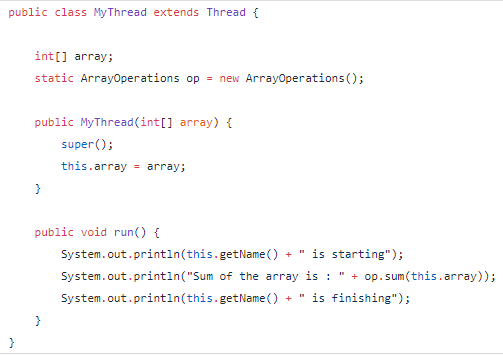 public class MyThread extends Thread {
int[] array;
static ArrayOperations op = new ArrayOperations();
public MyThread(int[] array) {
super();
this.array = array;
}
public void run() {
System.out.println(this.getName() + " is starting");
System.out.println("Sum of the array is : " + op.sum(this.array));
System.out.println(this.getName() + " is finishing");
}
}